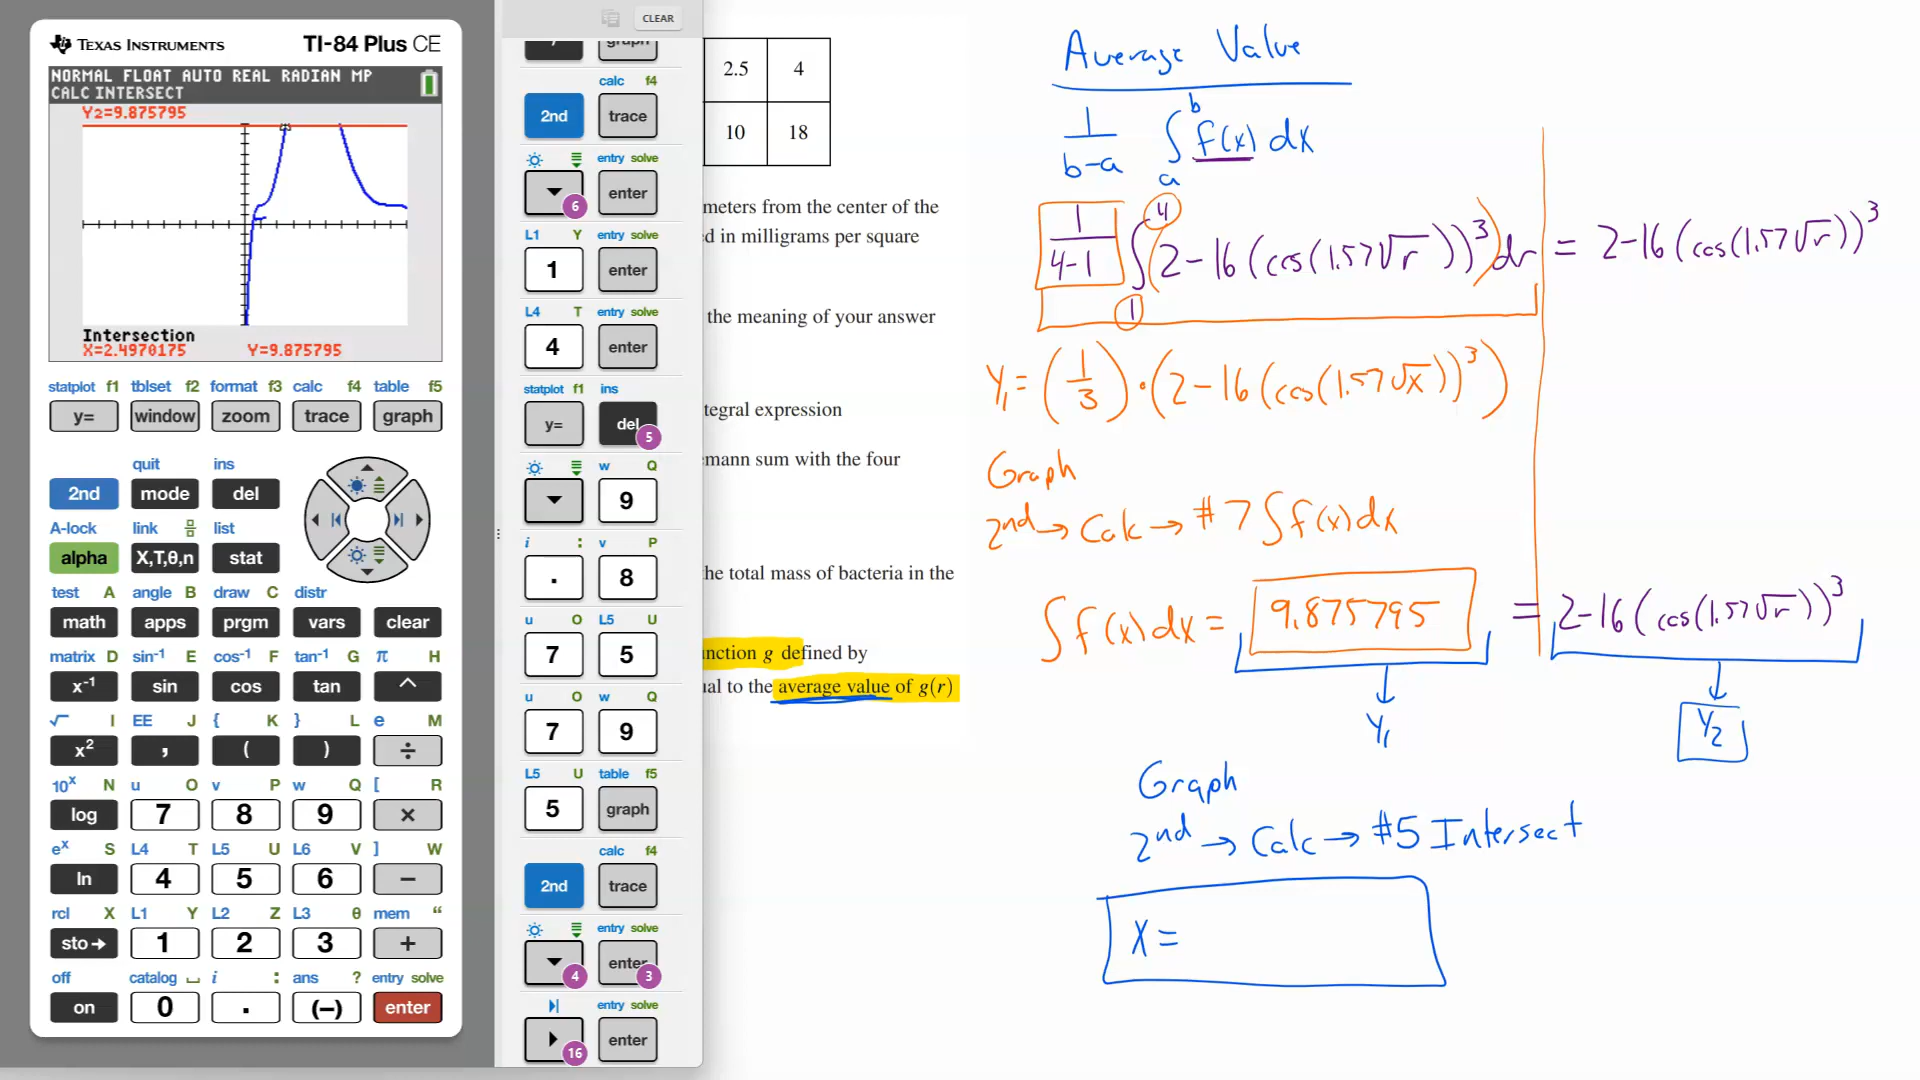 TEXAS INSTRUMENTS TI-84 Plus CE
NORMAL FLOAT AUTO REAL RADIAN MP
CALC INTERSECT
Y2=9.875795
Intersection
X=2.4970175 Y=9.875795
statplot f1 tblset f2 format f3 calc f4 table f5
y= window zoom trace graph
quit ins
2nd mode del
A-lock link list
alpha X,T,θ,n stat
test A angle B draw C distr
math apps prgm vars clear
matrix D sin⁻¹ E cos⁻¹ F tan⁻¹ G π H
x⁻¹ sin cos tan ^
√ I EE J { K } L e M
x² , ( ) ÷
10ˣ N u O v P w Q [ R
log 7 8 9 ×
eˣ S L4 T L5 U L6 V ] W
ln 4 5 6 −
rcl X L1 Y L2 Z L3 θ mem “
sto→ 1 2 3 +
off catalog ⎵ i : ans ? entry solve
on 0 . (−) enter
CLEAR
graph
calc f4
2nd trace
entry solve
6 enter
L1 Y entry solve
1 enter
L4 T entry solve
4 enter
statplot f1 ins
y= del 5
w Q
9
i : v P
. 8
u O L5 U
7 5
u O w Q
7 9
L5 U table f5
5 graph
calc f4
2nd trace
entry solve
4 enter 3
entry solve
16 enter
2.5 4
10 18
meters from the center of the
d in milligrams per square
the meaning of your answer
tegral expression
mann sum with the four
he total mass of bacteria in the
nction g defined by
ual to the average value of g(r)
Average Value
1/(b-a) ∫ₐᵇ f(x) dx
1/(4-1) ∫₁⁴ (2-16(cos(1.57√r))³) dr = 2-16(cos(1.57√r))³
Y₁ = (1/3)·(2-16(cos(1.57√x))³)
Graph
2nd → Calc → #7 ∫f(x)dx
∫f(x)dx = 9.875795 = 2-16(cos(1.57√r))³
Y₁ Y₂
Graph
2nd → Calc → #5 Intersect
X =